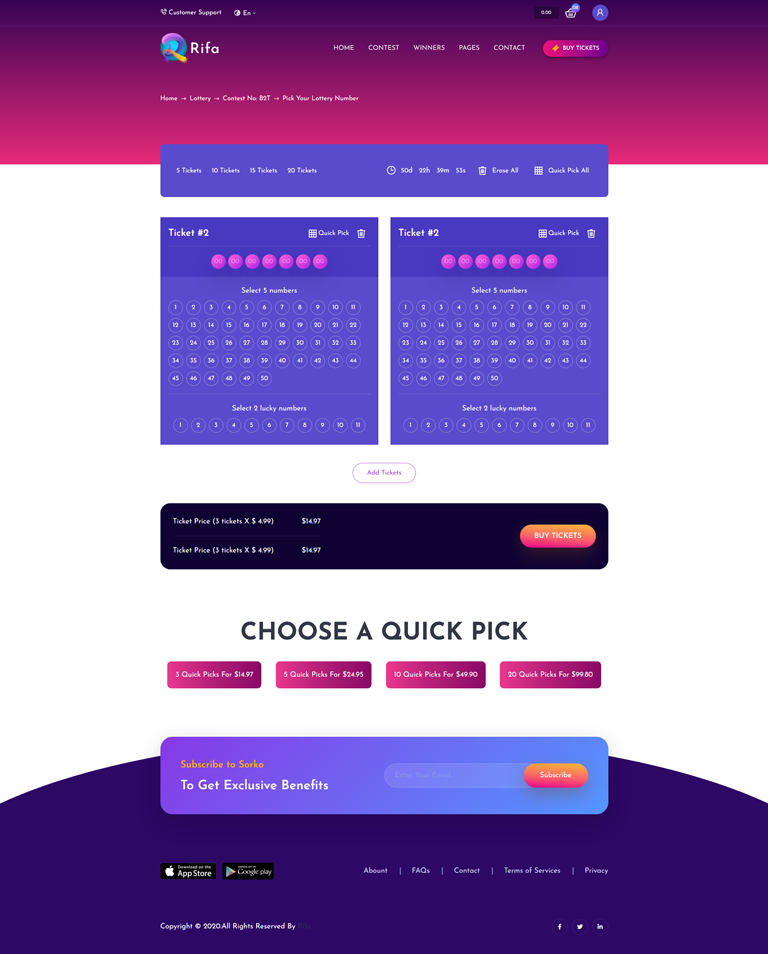 Customer Support En 0.00 06
Rifa HOME CONTEST WINNERS PAGES CONTACT BUY TICKETS
Home → Lottery → Contest No: B2T → Pick Your Lottery Number
5 Tickets 10 Tickets 15 Tickets 20 Tickets 50d 22h 39m 53s Erase All Quick Pick All
Ticket #2 Quick Pick
00 00 00 00 00 00 00
Select 5 numbers
1 2 3 4 5 6 7 8 9 10 11
12 13 14 15 16 17 18 19 20 21 22
23 24 25 26 27 28 29 30 31 32 33
34 35 36 37 38 39 40 41 42 43 44
45 46 47 48 49 50
Select 2 lucky numbers
1 2 3 4 5 6 7 8 9 10 11
Ticket #2 Quick Pick
00 00 00 00 00 00 00
Select 5 numbers
1 2 3 4 5 6 7 8 9 10 11
12 13 14 15 16 17 18 19 20 21 22
23 24 25 26 27 28 29 30 31 32 33
34 35 36 37 38 39 40 41 42 43 44
45 46 47 48 49 50
Select 2 lucky numbers
1 2 3 4 5 6 7 8 9 10 11
Add Tickets
Ticket Price (3 tickets X $ 4.99) $14.97
Ticket Price (3 tickets X $ 4.99) $14.97
BUY TICKETS
CHOOSE A QUICK PICK
3 Quick Picks For $14.97 5 Quick Picks For $24.95 10 Quick Picks For $49.90 20 Quick Picks For $99.80
Subscribe to Sorko
To Get Exclusive Benefits
Enter Your Email Subscribe
Download on the
App Store
Google play
Abount | FAQs | Contact | Terms of Services | Privacy
Copyright © 2020.All Rights Reserved By Rifa